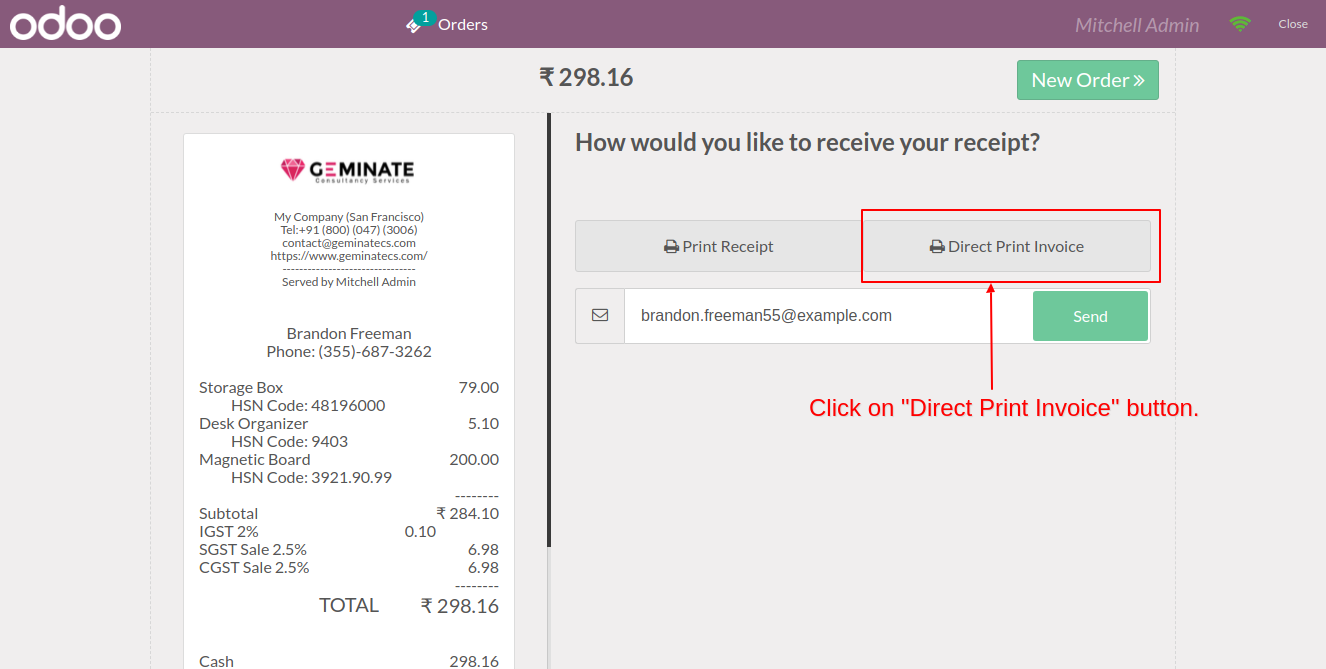 odoo
1
Orders
Mitchell Admin
Close
₹ 298.16
New Order »
GEMINATE
Consultancy Services
My Company (San Francisco)
Tel:+91 (800) (047) (3006)
contact@geminatecs.com
https://www.geminatecs.com/
--------------------------------
Served by Mitchell Admin
Brandon Freeman
Phone: (355)-687-3262
Storage Box 79.00
HSN Code: 48196000
Desk Organizer 5.10
HSN Code: 9403
Magnetic Board 200.00
HSN Code: 3921.90.99
--------
Subtotal ₹ 284.10
IGST 2% 0.10
SGST Sale 2.5% 6.98
CGST Sale 2.5% 6.98
--------
TOTAL ₹ 298.16
Cash 298.16
How would you like to receive your receipt?
Print Receipt
Direct Print Invoice
brandon.freeman55@example.com
Send
Click on "Direct Print Invoice" button.